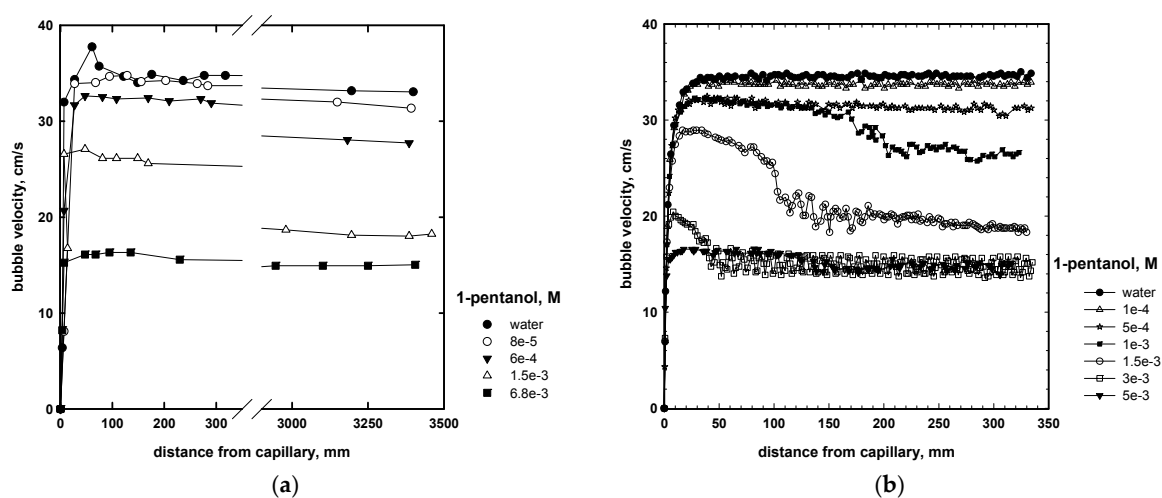 40
30
20
10
0
bubble velocity, cm/s
0 100 200 300 3000 3250 3500
distance from capillary, mm
1-pentanol, M
water
8e-5
6e-4
1.5e-3
6.8e-3
(a)
40
30
20
10
0
bubble velocity, cm/s
0 50 100 150 200 250 300 350
distance from capillary, mm
1-pentanol, M
water
1e-4
5e-4
1e-3
1.5e-3
3e-3
5e-3
(b)